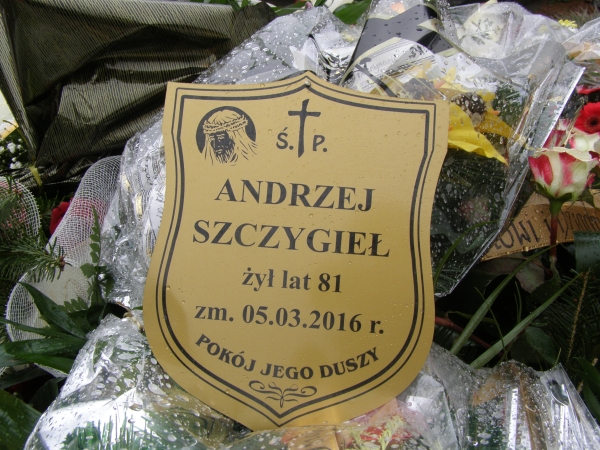 Ś.P.
ANDRZEJ
SZCZYGIEŁ
żył lat 81
zm. 05.03.2016 r.
POKÓJ JEGO DUSZY